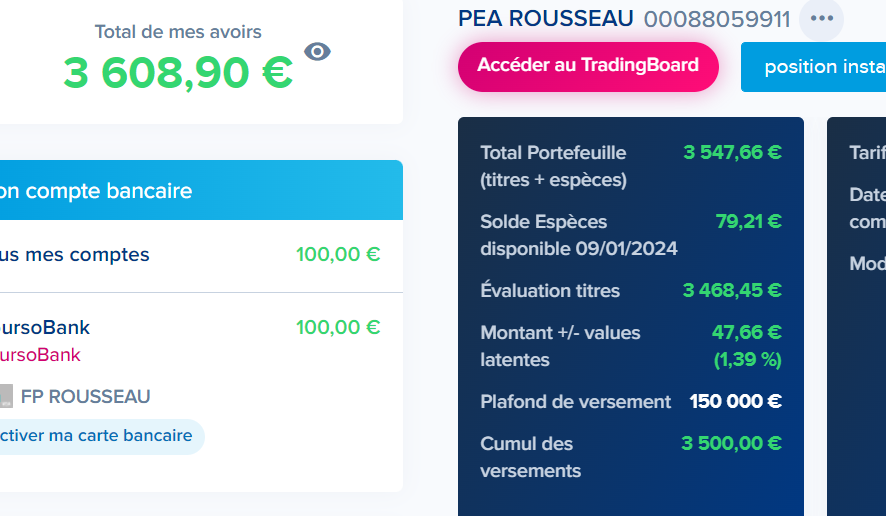 Total de mes avoirs
3 608,90 €
on compte bancaire
us mes comptes 100,00 €
ursoBank 100,00 €
ursoBank
FP ROUSSEAU
ctiver ma carte bancaire
PEA ROUSSEAU 00088059911 •••
Accéder au TradingBoard
position insta
Total Portefeuille 3 547,66 €
(titres + espèces)
Solde Espèces 79,21 €
disponible 09/01/2024
Évaluation titres 3 468,45 €
Montant +/- values 47,66 €
latentes (1,39 %)
Plafond de versement 150 000 €
Cumul des 3 500,00 €
versements
Tarif
Date
com
Mod